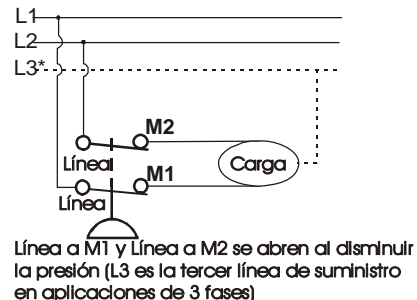 L1
L2
L3*
M2
Línea
M1
Carga
Línea
Línea a M1 y Línea a M2 se abren al disminuir
la presión (L3 es la tercer línea de suministro
en aplicaciones de 3 fases)